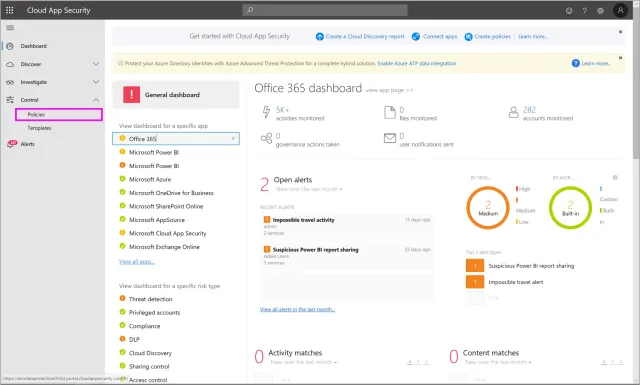 Cloud App Security
Get started with Cloud App Security
Create a Cloud Discovery report
Connect apps
Create policies
Learn more...
Protect your Azure Directory identities with Azure Advanced Threat Protection for a complete hybrid solution. Enable Azure ATP data integration
Learn more...
Dashboard
Discover
Investigate
Control
Policies
Templates
Alerts
General dashboard
View dashboard for a specific app
Office 365
Microsoft Power BI
Microsoft Power BI
Microsoft Azure
Microsoft OneDrive for Business
Microsoft SharePoint Online
Microsoft AppSource
Microsoft Cloud App Security
Microsoft Exchange Online
View all apps...
View dashboard for a specific risk type
Threat detection
Privileged accounts
Compliance
DLP
Cloud Discovery
Sharing control
Access control
Office 365 dashboard
view app page >>
5K+
activities monitored
0
files monitored
282
accounts monitored
0
governance actions taken
0
user notifications sent
2 Open alerts
New over the last month
RECENT ALERTS
Impossible travel activity
15 days ago
admin
2 services
Suspicious Power BI report sharing
25 days ago
Adele Lewis
3 services
View all alerts in the last month...
BY SEVE...
2
Medium
High
Medium
Low
BY ALER...
2
Built-in
Custom
Built-in
Top 3 alert types
1 Suspicious Power BI report sharing
1 Impossible travel alert
0 Activity matches
New over the last month
0 Content matches
New over the last month